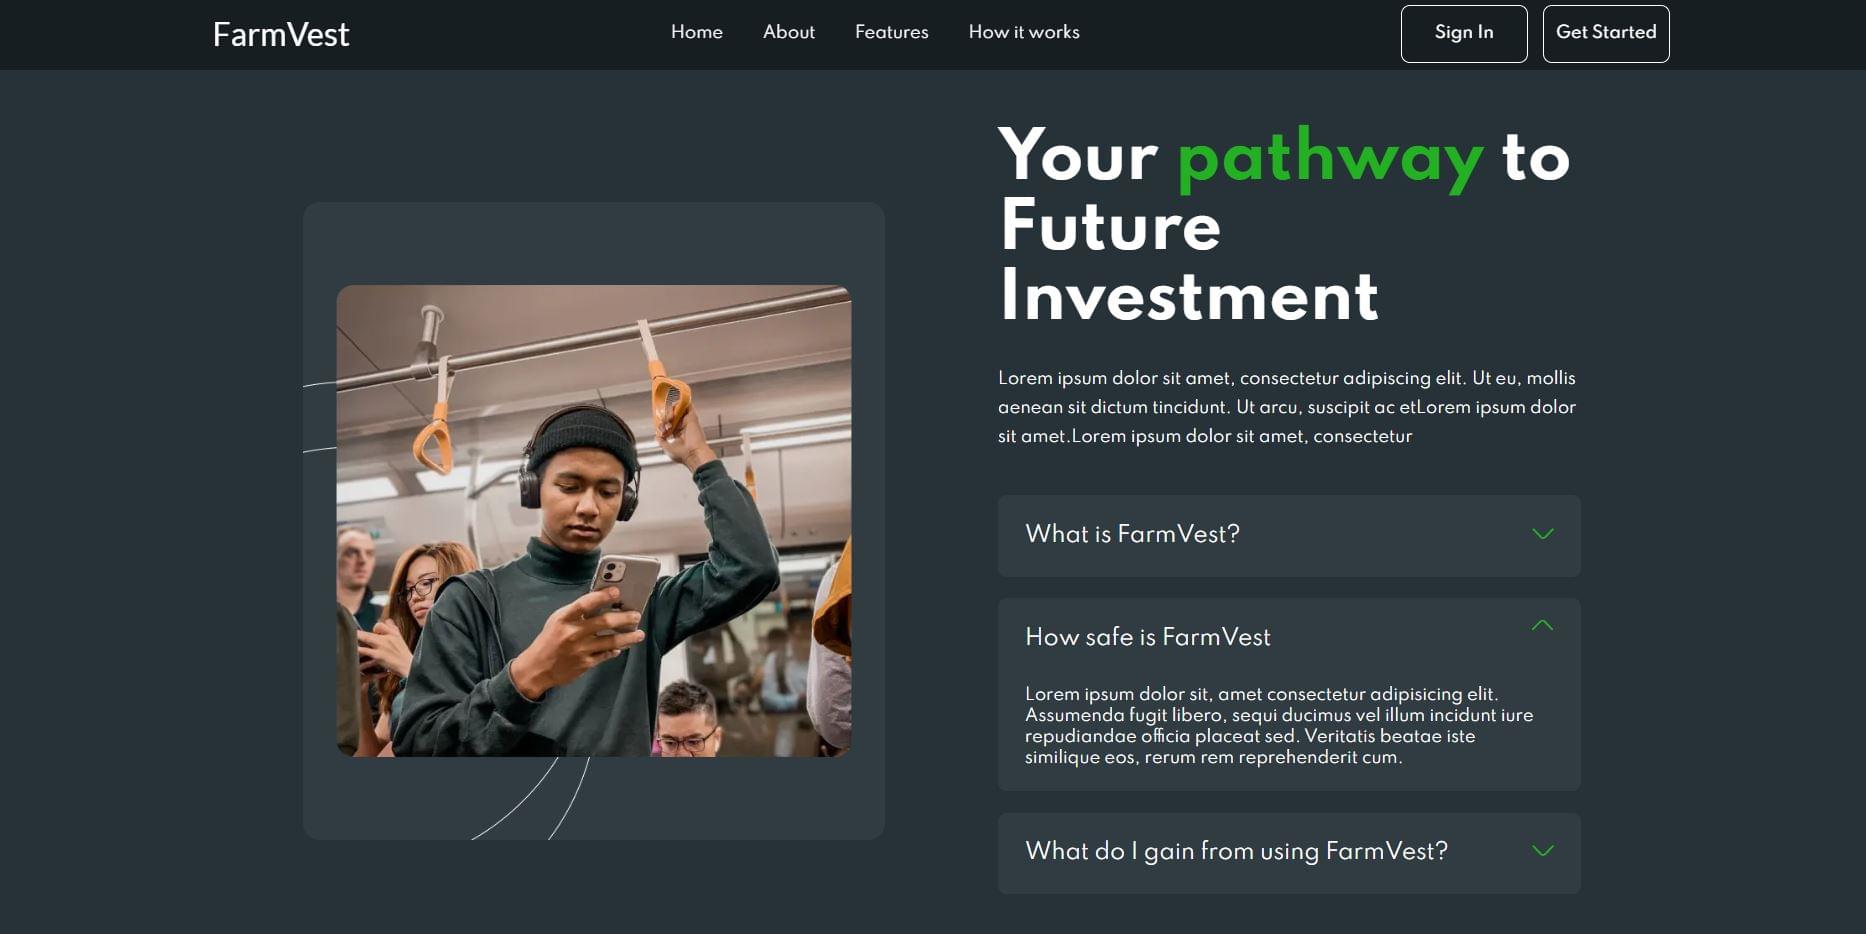 FarmVest
Home About Features How it works
Sign In Get Started
Your pathway to
Future
Investment
Lorem ipsum dolor sit amet, consectetur adipiscing elit. Ut eu, mollis
aenean sit dictum tincidunt. Ut arcu, suscipit ac etLorem ipsum dolor
sit amet.Lorem ipsum dolor sit amet, consectetur
What is FarmVest?
How safe is FarmVest
Lorem ipsum dolor sit, amet consectetur adipisicing elit.
Assumenda fugit libero, sequi ducimus vel illum incidunt iure
repudiandae officia placeat sed. Veritatis beatae iste
similique eos, rerum rem reprehenderit cum.
What do I gain from using FarmVest?